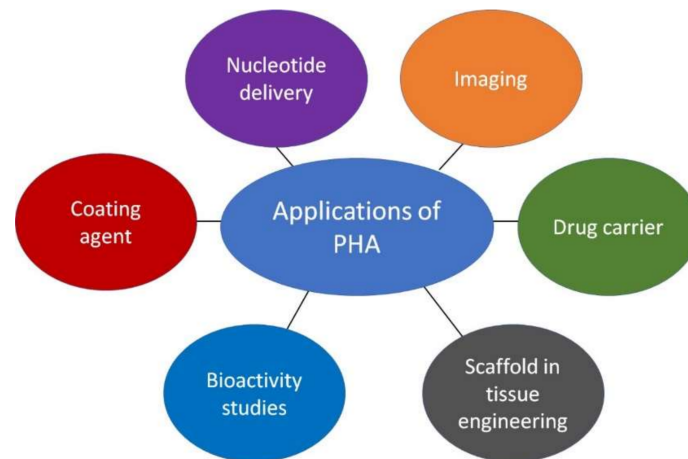 Nucleotide
delivery
Imaging
Coating
agent
Applications of
PHA
Drug carrier
Bioactivity
studies
Scaffold in
tissue
engineering